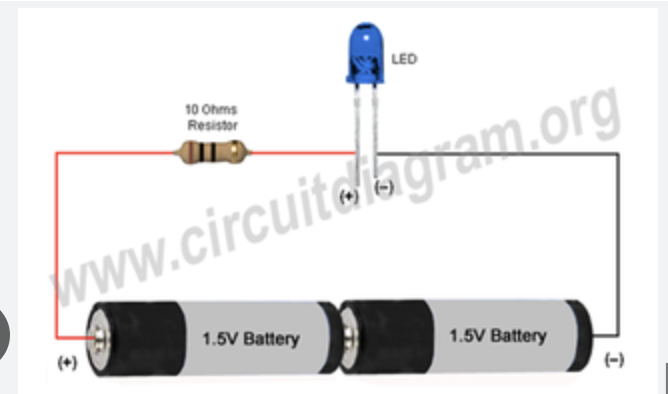 LED
10 Ohms
Resistor
www.circuitdiagram.org
(+)
(-)
1.5V Battery
1.5V Battery
(+)
(-)